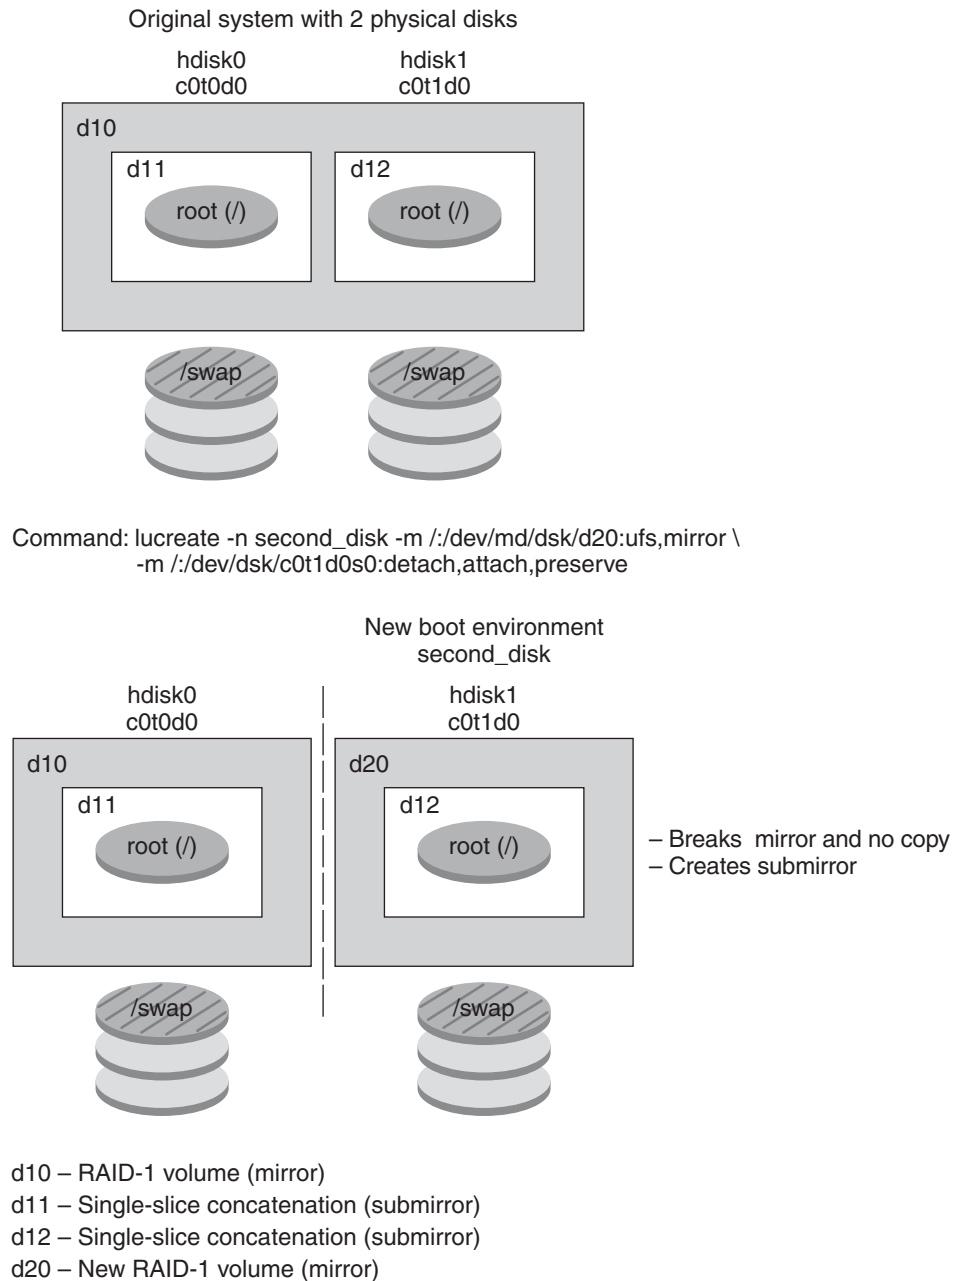 Original system with 2 physical disks
hdisk0
c0t0d0
hdisk1
c0t1d0
d10
d11
root (/)
d12
root (/)
/swap
/swap
Command: lucreate -n second_disk -m /:/dev/md/dsk/d20:ufs,mirror \
-m /:/dev/dsk/c0t1d0s0:detach,attach,preserve
New boot environment
second_disk
hdisk0
c0t0d0
hdisk1
c0t1d0
d10
d11
root (/)
d20
d12
root (/)
– Breaks mirror and no copy
– Creates submirror
/swap
/swap
d10 – RAID-1 volume (mirror)
d11 – Single-slice concatenation (submirror)
d12 – Single-slice concatenation (submirror)
d20 – New RAID-1 volume (mirror)